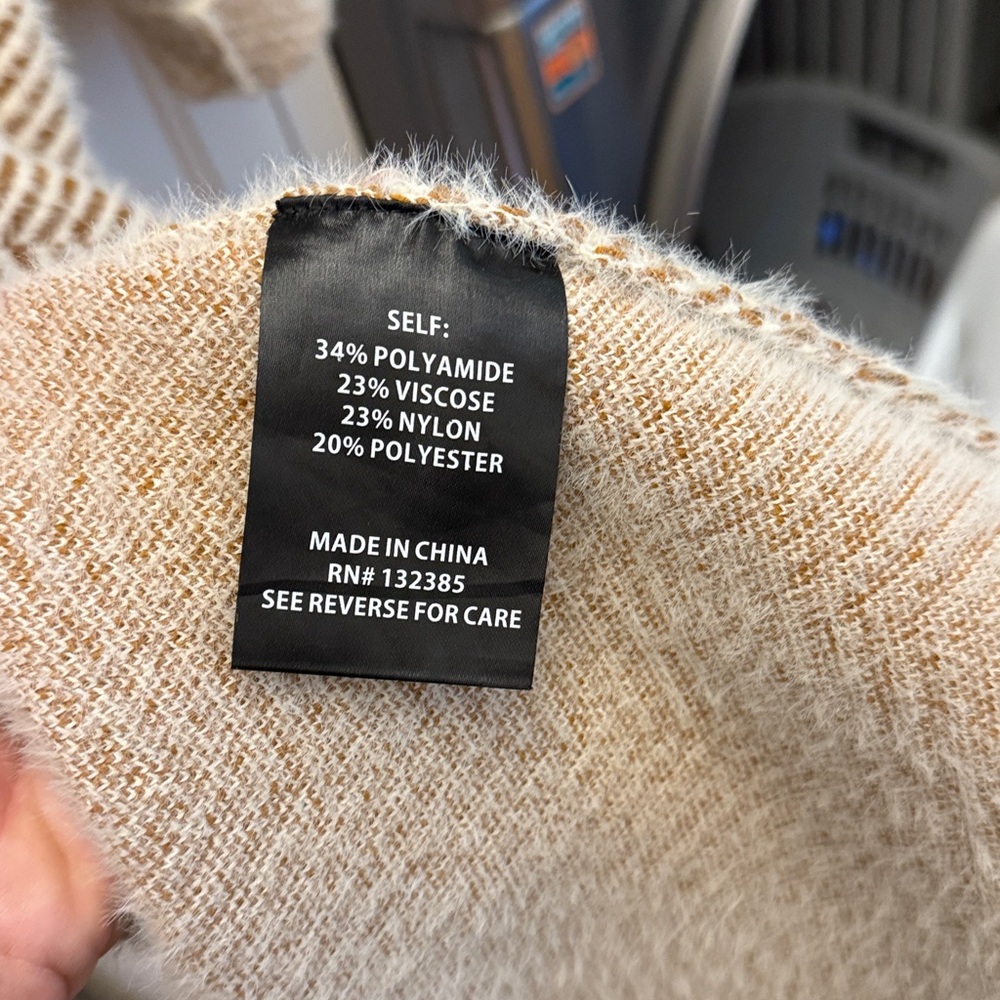 SELF:
34% POLYAMIDE
23% VISCOSE
23% NYLON
20% POLYESTER
MADE IN CHINA
RN# 132385
SEE REVERSE FOR CARE